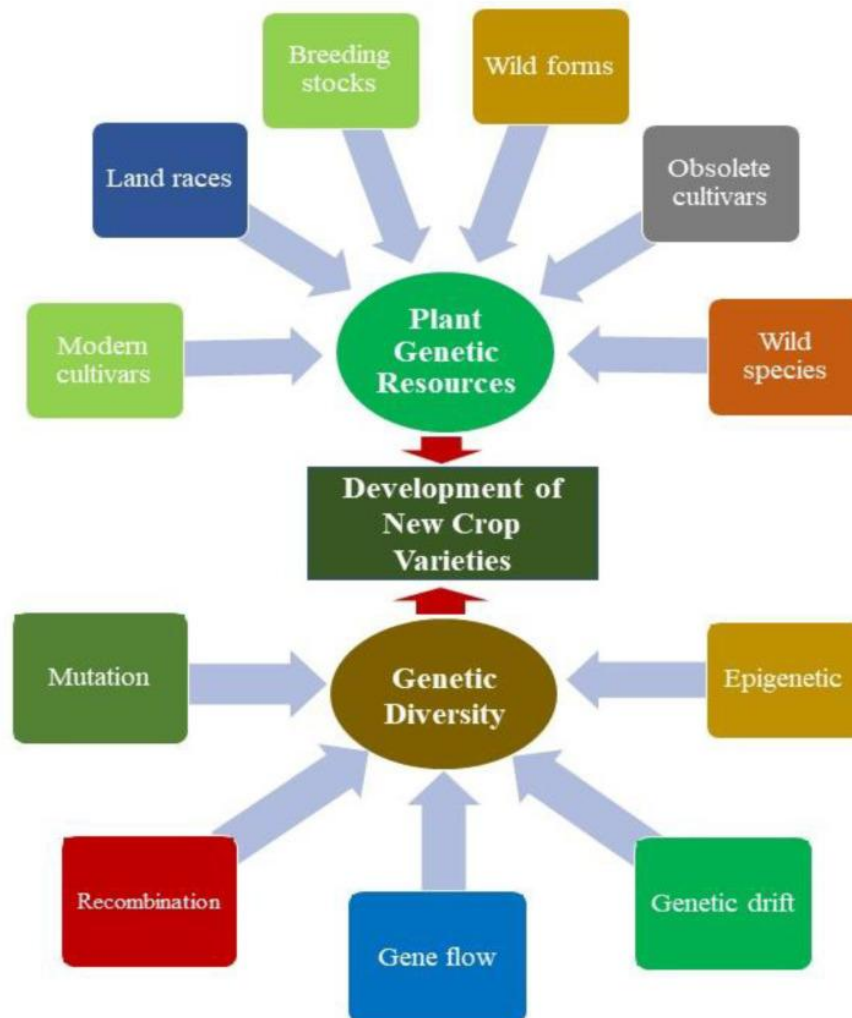 Breeding
stocks
Wild forms
Land races
Obsolete
cultivars
Modern
cultivars
Plant
Genetic
Resources
Wild
species
Development of
New Crop
Varieties
Mutation
Genetic
Diversity
Epigenetic
Recombination
Gene flow
Genetic drift